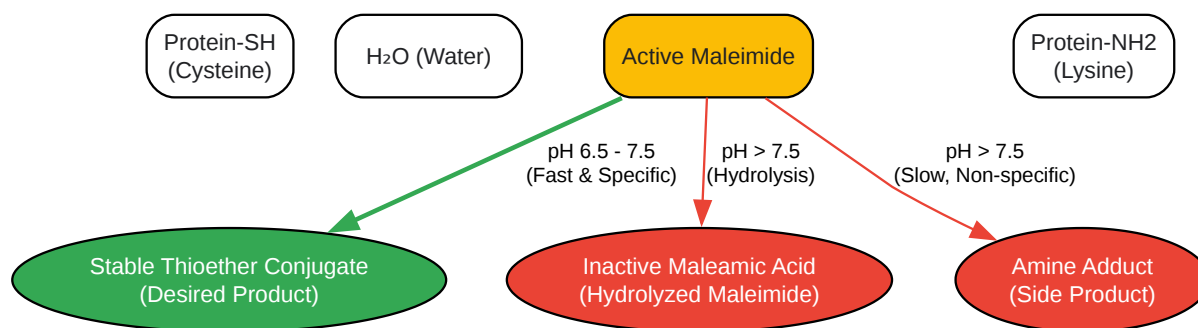 Protein-SH
(Cysteine)
H₂O (Water)
Active Maleimide
Protein-NH2
(Lysine)
pH 6.5 - 7.5
(Fast & Specific)
pH > 7.5
(Hydrolysis)
pH > 7.5
(Slow, Non-specific)
Stable Thioether Conjugate
(Desired Product)
Inactive Maleamic Acid
(Hydrolyzed Maleimide)
Amine Adduct
(Side Product)